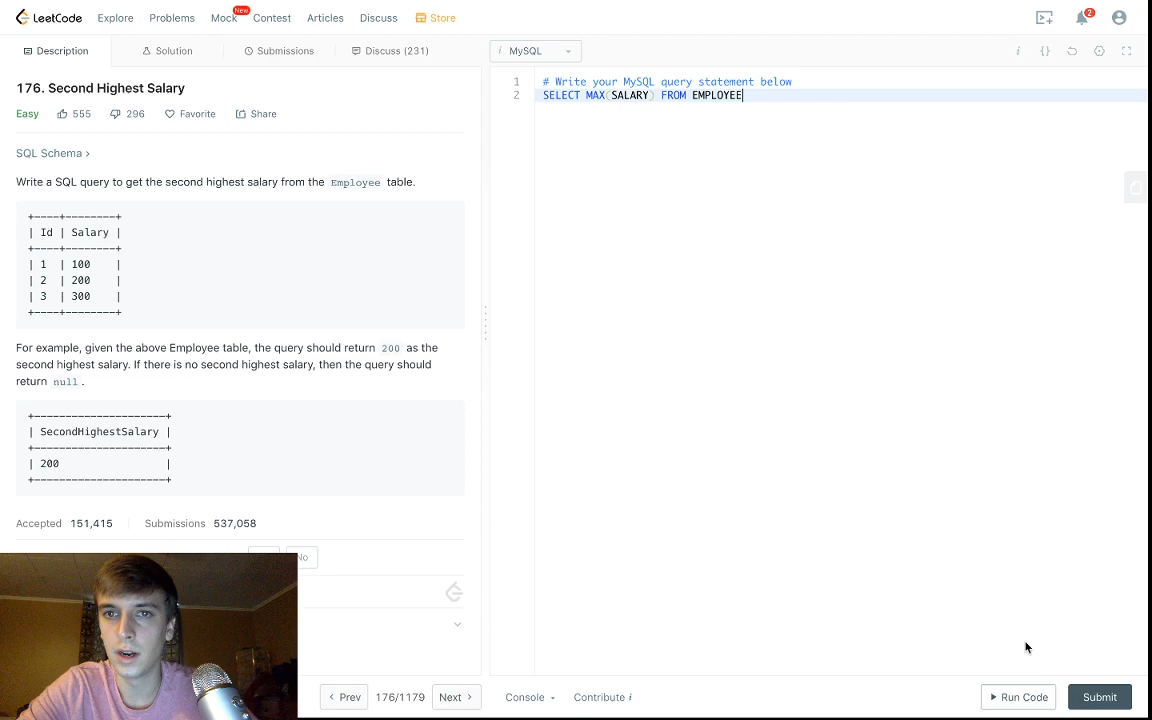 LeetCode Explore Problems Mock New Contest Articles Discuss Store 2
Description Solution Submissions Discuss (231)
i MySQL i {}
176. Second Highest Salary
Easy 555 296 Favorite Share
SQL Schema >
Write a SQL query to get the second highest salary from the Employee table.
+----+--------+
| Id | Salary |
+----+--------+
| 1 | 100 |
| 2 | 200 |
| 3 | 300 |
+----+--------+
For example, given the above Employee table, the query should return 200 as the
second highest salary. If there is no second highest salary, then the query should
return null .
+---------------------+
| SecondHighestSalary |
+---------------------+
| 200 |
+---------------------+
Accepted 151,415 Submissions 537,058
No
1 # Write your MySQL query statement below
2 SELECT MAX(SALARY) FROM EMPLOYEE
< Prev 176/1179 Next >
Console Contribute i
Run Code Submit